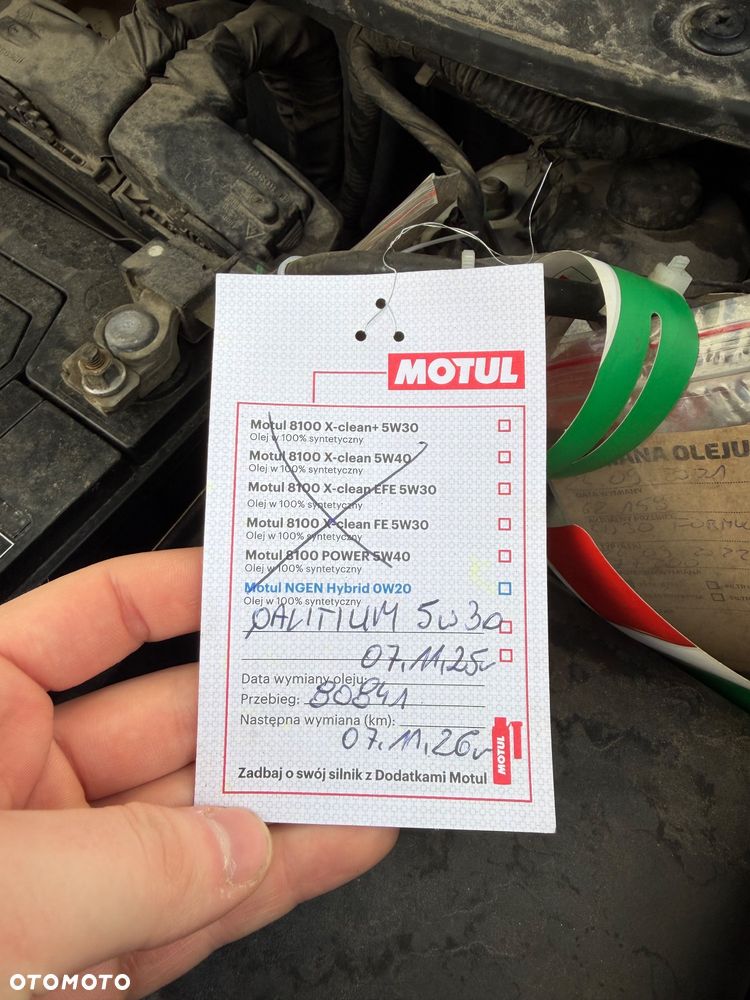 MOTUL
Motul 8100 X-clean+ 5W30
Olej w 100% syntetyczny
Motul 8100 X-clean 5W40
Olej w 100% syntetyczny
Motul 8100 X-clean EFE 5W30
Olej w 100% syntetyczny
Motul 8100 X-clean FE 5W30
Olej w 100% syntetyczny
Motul 8100 POWER 5W40
Olej w 100% syntetyczny
Motul NGEN Hybrid 0W20
Olej w 100% syntetyczny
5W30
07.11.25r
Data wymiany oleju:
Przebieg: 80841
Następna wymiana (km):
07.11.26r
MOTUL
Zadbaj o swój silnik z Dodatkami Motul
OLEJU
OTOMOTO